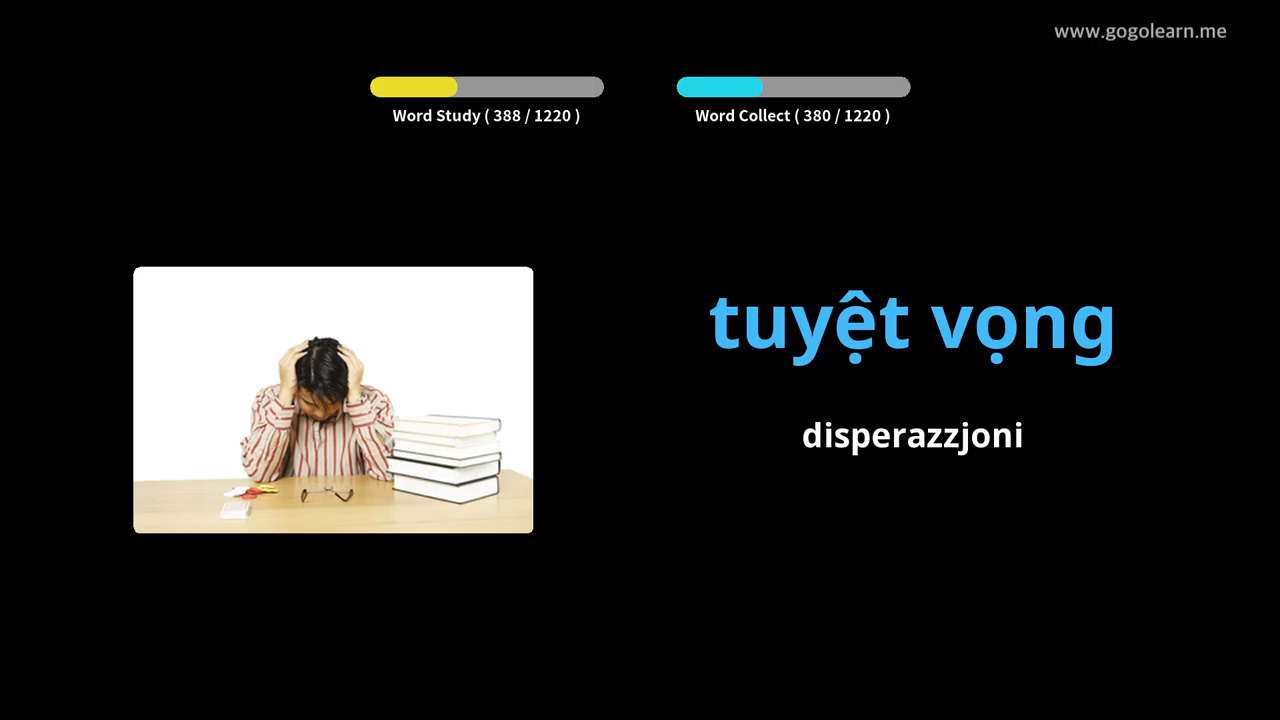 www.gogolearn.me
Word Study ( 388 / 1220 )
Word Collect ( 380 / 1220 )
tuyệt vọng
disperazzjoni